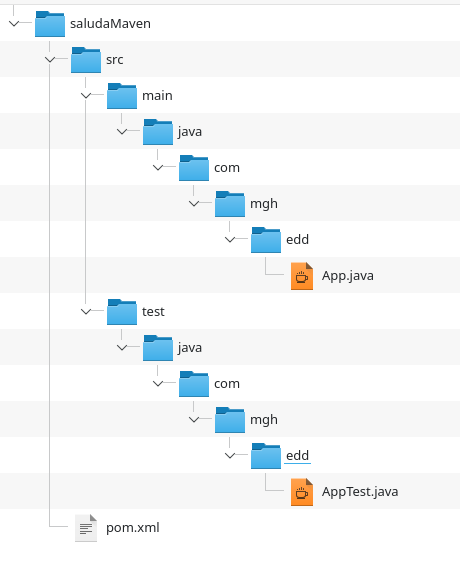 saludaMaven
src
main
java
com
mgh
edd
App.java
test
java
com
mgh
edd
AppTest.java
pom.xml